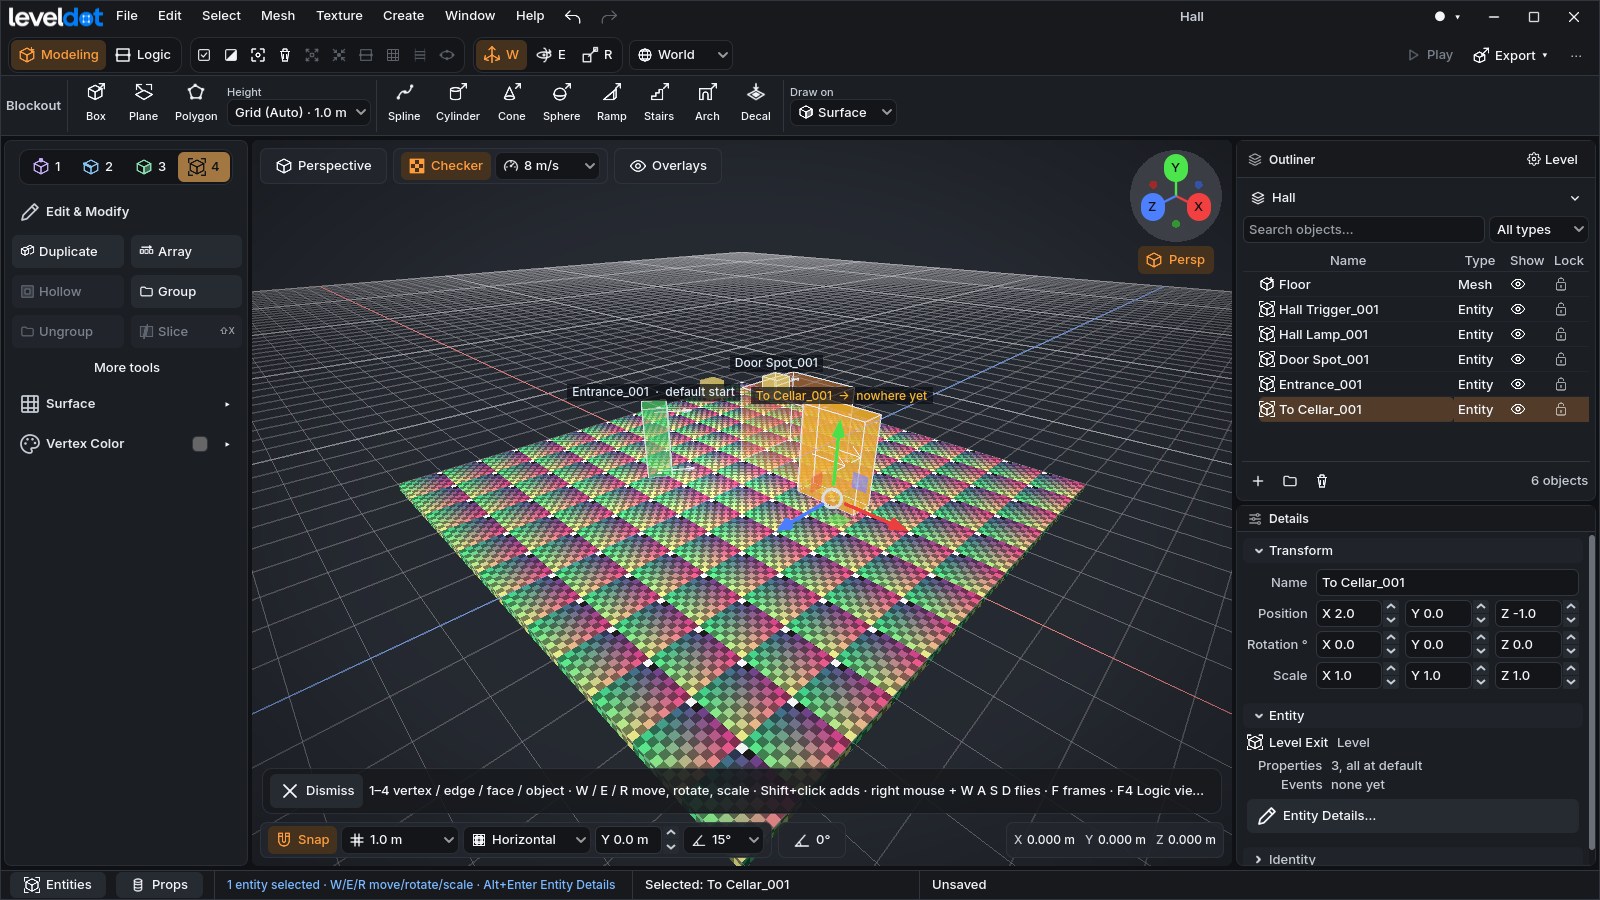 leveldot File Edit Select Mesh Texture Create Window Help Hall
Modeling Logic W E R World Play Export
Blockout Box Plane Polygon Height Grid (Auto) · 1.0 m Spline Cylinder Cone Sphere Ramp Stairs Arch Decal Draw on Surface
1 2 3 4
Edit & Modify
Duplicate Array
Hollow Group
Ungroup Slice ⇧X
More tools
Surface
Vertex Color
Perspective Checker 8 m/s Overlays
Y
Z X
Persp
Door Spot_001
Entrance_001 · default start
To Cellar_001 → nowhere yet
Dismiss 1–4 vertex / edge / face / object · W / E / R move, rotate, scale · Shift+click adds · right mouse + W A S D flies · F frames · F4 Logic vie...
Snap 1.0 m Horizontal Y 0.0 m 15° 0° X 0.000 m Y 0.000 m Z 0.000 m
Outliner Level
Hall
Search objects... All types
Name Type Show Lock
Floor Mesh
Hall Trigger_001 Entity
Hall Lamp_001 Entity
Door Spot_001 Entity
Entrance_001 Entity
To Cellar_001 Entity
6 objects
Details
Transform
Name To Cellar_001
Position X 2.0 Y 0.0 Z -1.0
Rotation ° X 0.0 Y 0.0 Z 0.0
Scale X 1.0 Y 1.0 Z 1.0
Entity
Level Exit Level
Properties 3, all at default
Events none yet
Entity Details...
Identity
Entities Props 1 entity selected · W/E/R move/rotate/scale · Alt+Enter Entity Details Selected: To Cellar_001 Unsaved